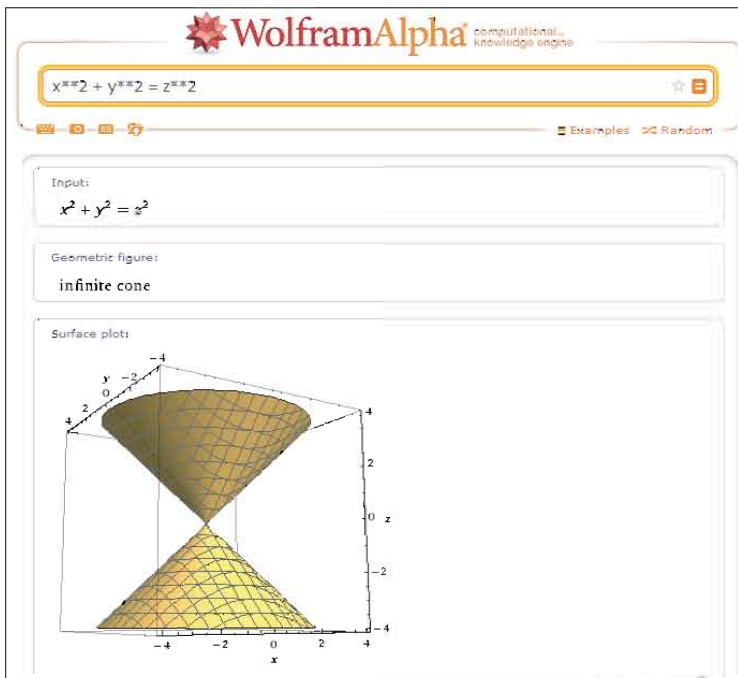 WolframAlpha computational...
knowledge engine
x**2 + y**2 = z**2
Examples Random
Input:
x² + y² = z²
Geometric figure:
infinite cone
Surface plot:
-4
y -2
0
2
4
4
2
0 z
-2
-4
-4 -2 0 2 4
x